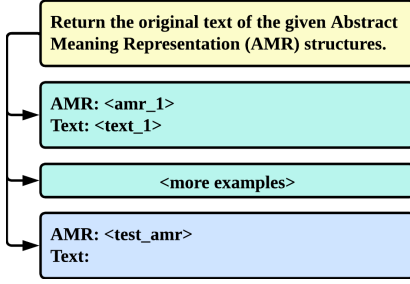 Return the original text of the given Abstract
Meaning Representation (AMR) structures.
AMR: <amr_1>
Text: <text_1>
<more examples>
AMR: <test_amr>
Text: